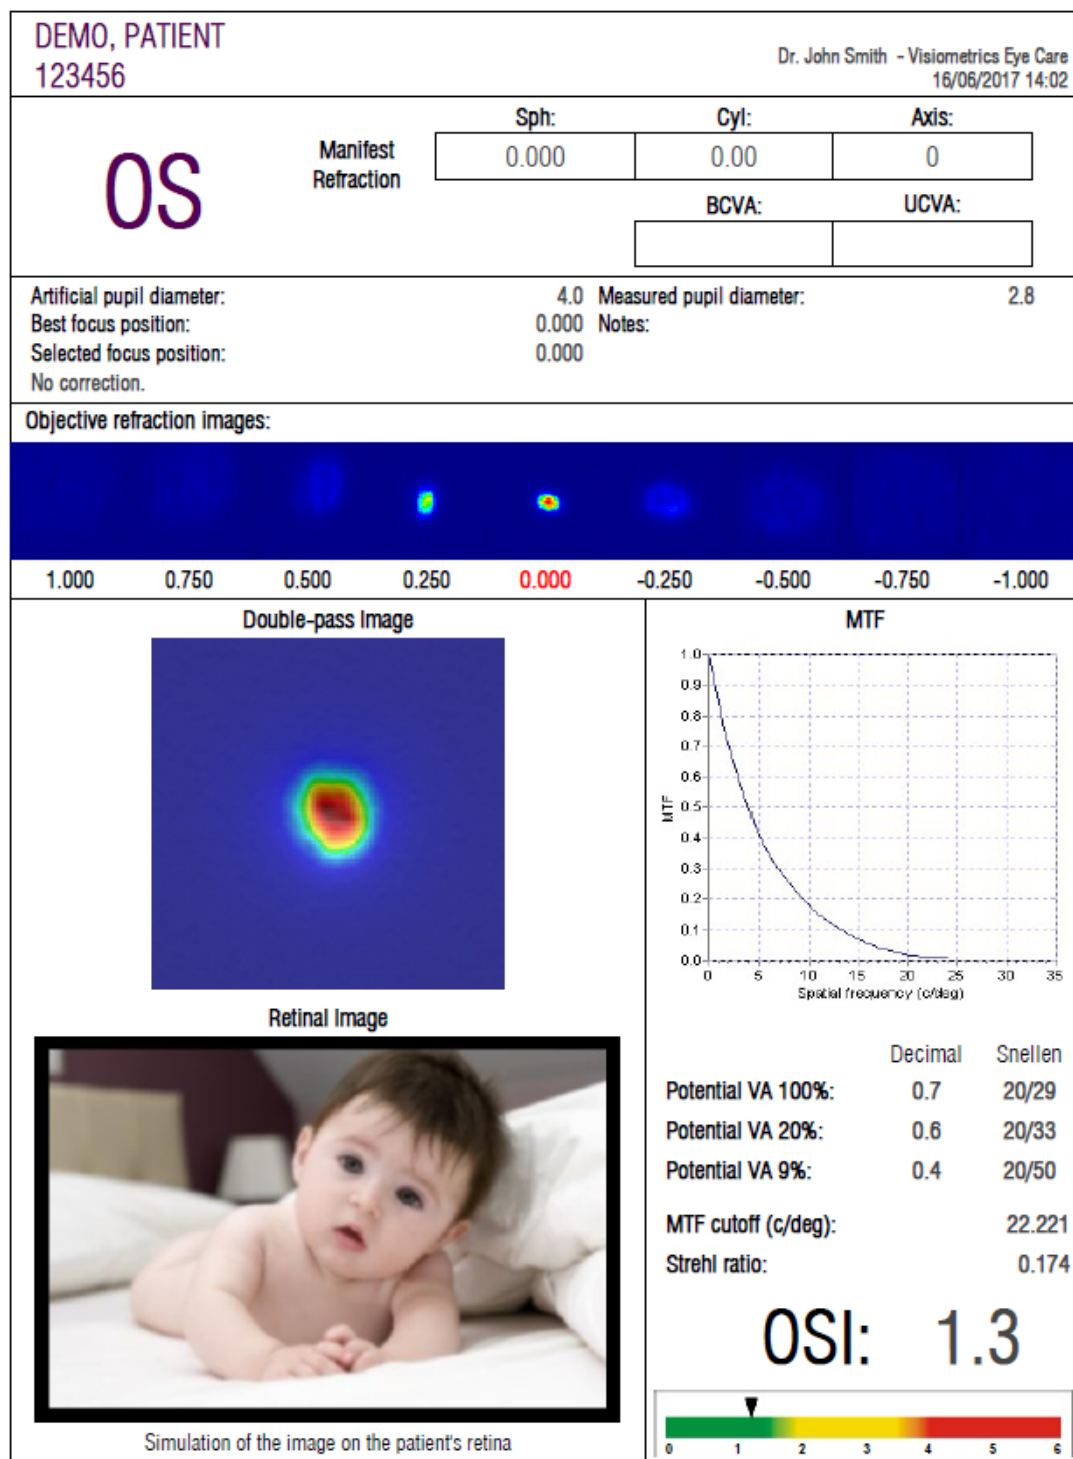 DEMO, PATIENT
123456
Dr. John Smith - Visiometrics Eye Care
16/06/2017 14:02
OS
Manifest
Refraction
Sph: Cyl: Axis:
0.000 0.00 0
BCVA: UCVA:
Artificial pupil diameter: 4.0 Measured pupil diameter: 2.8
Best focus position: 0.000 Notes:
Selected focus position: 0.000
No correction.
Objective refraction images:
1.000 0.750 0.500 0.250 0.000 -0.250 -0.500 -0.750 -1.000
Double-pass Image
Retinal Image
Simulation of the image on the patient's retina
MTF
1.0
0.9
0.8
0.7
0.6
0.5
0.4
0.3
0.2
0.1
0.0
MTF
0 5 10 15 20 25 30 35
Spatial frequency (c/deg)
Decimal Snellen
Potential VA 100%: 0.7 20/29
Potential VA 20%: 0.6 20/33
Potential VA 9%: 0.4 20/50
MTF cutoff (c/deg): 22.221
Strehl ratio: 0.174
OSI: 1.3
0 1 2 3 4 5 6